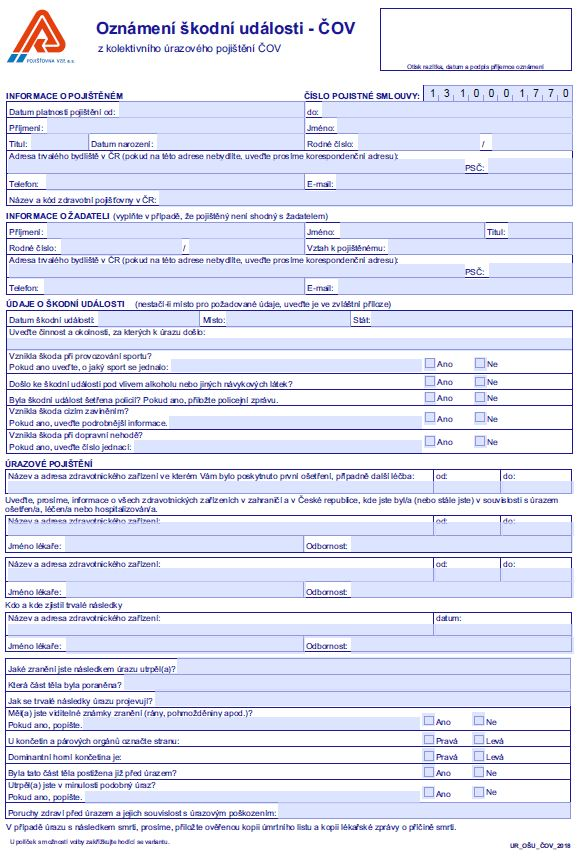 Oznámení škodní události - ČOV
POJIŠŤOVNA VZP, a.s.
z kolektivního úrazového pojištění ČOV
Otisk razítka, datum a podpis příjemce oznámení
INFORMACE O POJIŠTĚNÉM
ČÍSLO POJISTNÉ SMLOUVY: 1 3 1 0 0 0 1 7 7 0
Datum platnosti pojištění od: do:
Příjmení: Jméno:
Titul: Datum narození: Rodné číslo: /
Adresa trvalého bydliště v ČR (pokud na této adrese nebydlíte, uveďte prosíme korespondenční adresu):
PSČ:
Telefon: E-mail:
Název a kód zdravotní pojišťovny v ČR:
INFORMACE O ŽADATELI (vyplňte v případě, že pojištěný není shodný s žadatelem)
Příjmení: Jméno: Titul:
Rodné číslo: / Vztah k pojištěnému:
Adresa trvalého bydliště v ČR (pokud na této adrese nebydlíte, uveďte prosíme korespondenční adresu):
PSČ:
Telefon: E-mail:
ÚDAJE O ŠKODNÍ UDÁLOSTI (nestačí-li místo pro požadované údaje, uveďte je ve zvláštní příloze)
Datum škodní události: Místo: Stát:
Uveďte činnost a okolnosti, za kterých k úrazu došlo:
Vznikla škoda při provozování sportu?
Pokud ano uveďte, o jaký sport se jednalo: Ano Ne
Došlo ke škodní události pod vlivem alkoholu nebo jiných návykových látek? Ano Ne
Byla škodní událost šetřena policií? Pokud ano, přiložte policejní zprávu. Ano Ne
Vznikla škoda cizím zaviněním?
Pokud ano, uveďte podrobnější informace. Ano Ne
Vznikla škoda při dopravní nehodě?
Pokud ano, uveďte číslo jednací: Ano Ne
ÚRAZOVÉ POJIŠTĚNÍ
Název a adresa zdravotnického zařízení ve kterém Vám bylo poskytnuto první ošetření, případně další léčba: od: do:
Uveďte, prosíme, informace o všech zdravotnických zařízeních v zahraničí a v České republice, kde jste byl/a (nebo stále jste) v souvislosti s úrazem
ošetřen/a, léčen/a nebo hospitalizován/a.
Název a adresa zdravotnického zařízení: od: do:
Jméno lékaře: Odbornost:
Název a adresa zdravotnického zařízení: od: do:
Jméno lékaře: Odbornost:
Kdo a kde zjistil trvalé následky
Název a adresa zdravotnického zařízení: datum:
Jméno lékaře: Odbornost:
Jaké zranění jste následkem úrazu utrpěl(a)?
Která část těla byla poraněna?
Jak se trvalé následky úrazu projevují?
Měl(a) jste viditelné známky zranění (rány, pohmožděniny apod.)?
Pokud ano, popište. Ano Ne
U končetin a párových orgánů označte stranu: Pravá Levá
Dominantní horní končetina je: Pravá Levá
Byla tato část těla postižena již před úrazem? Ano Ne
Utrpěl(a) jste v minulosti podobný úraz?
Pokud ano, popište. Ano Ne
Poruchy zdraví před úrazem a jejich souvislost s úrazovým poškozením:
V případě úrazu s následkem smrti, prosíme, přiložte ověřenou kopii úmrtního listu a kopii lékařské zprávy o příčině smrti.
U políček s možností volby zakřížkujte hodící se variantu.
UR_OŠU_ČOV_2018